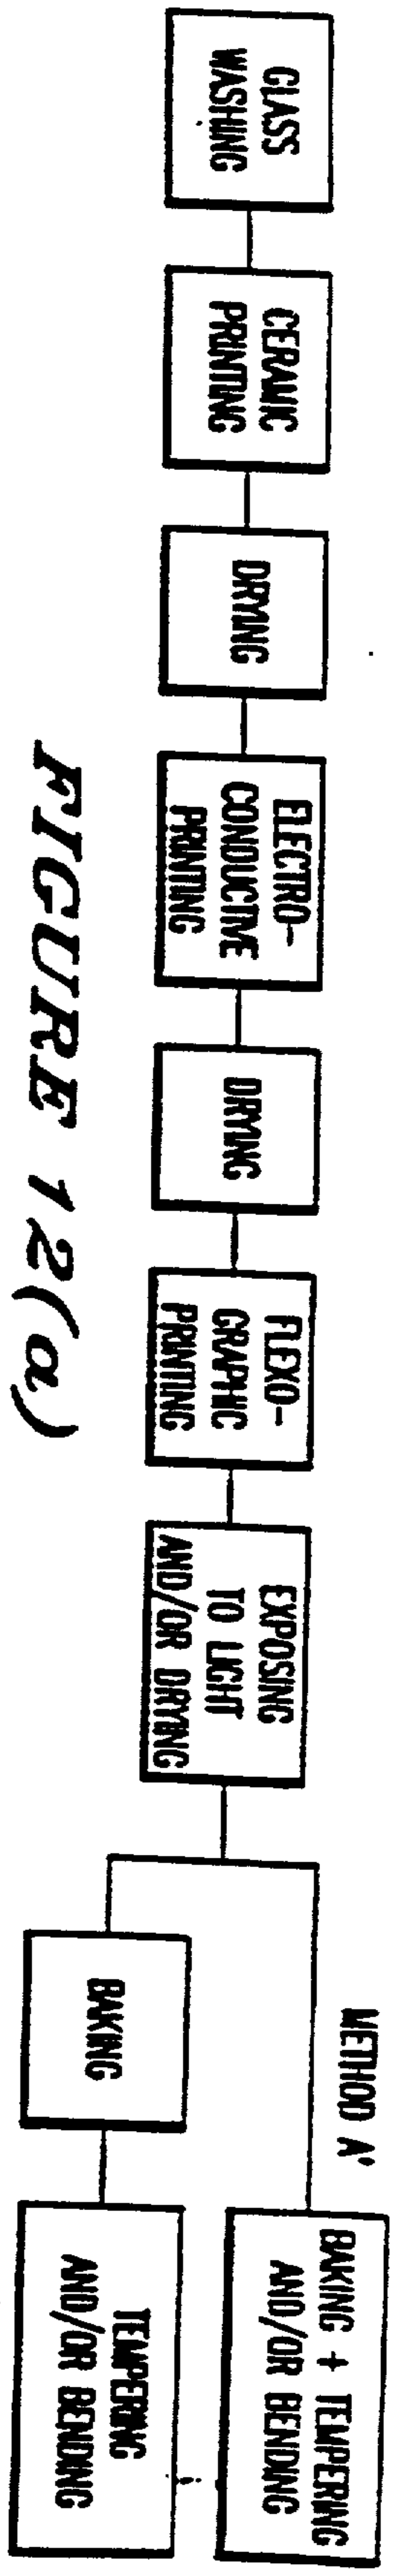 GLASS
WASHING
CERAMIC
PRINTING
DRYING
ELECTRO-
CONDUCTIVE
PRINTING
DRYING
FLEXO-
GRAPHIC
PRINTING
EXPOSING
TO LIGHT
AND/OR DRYING
METHOD A'
BAKING + TEMPERING
AND/OR BENDING
BAKING
TEMPERING
AND/OR BENDING
FIGURE 12(a)